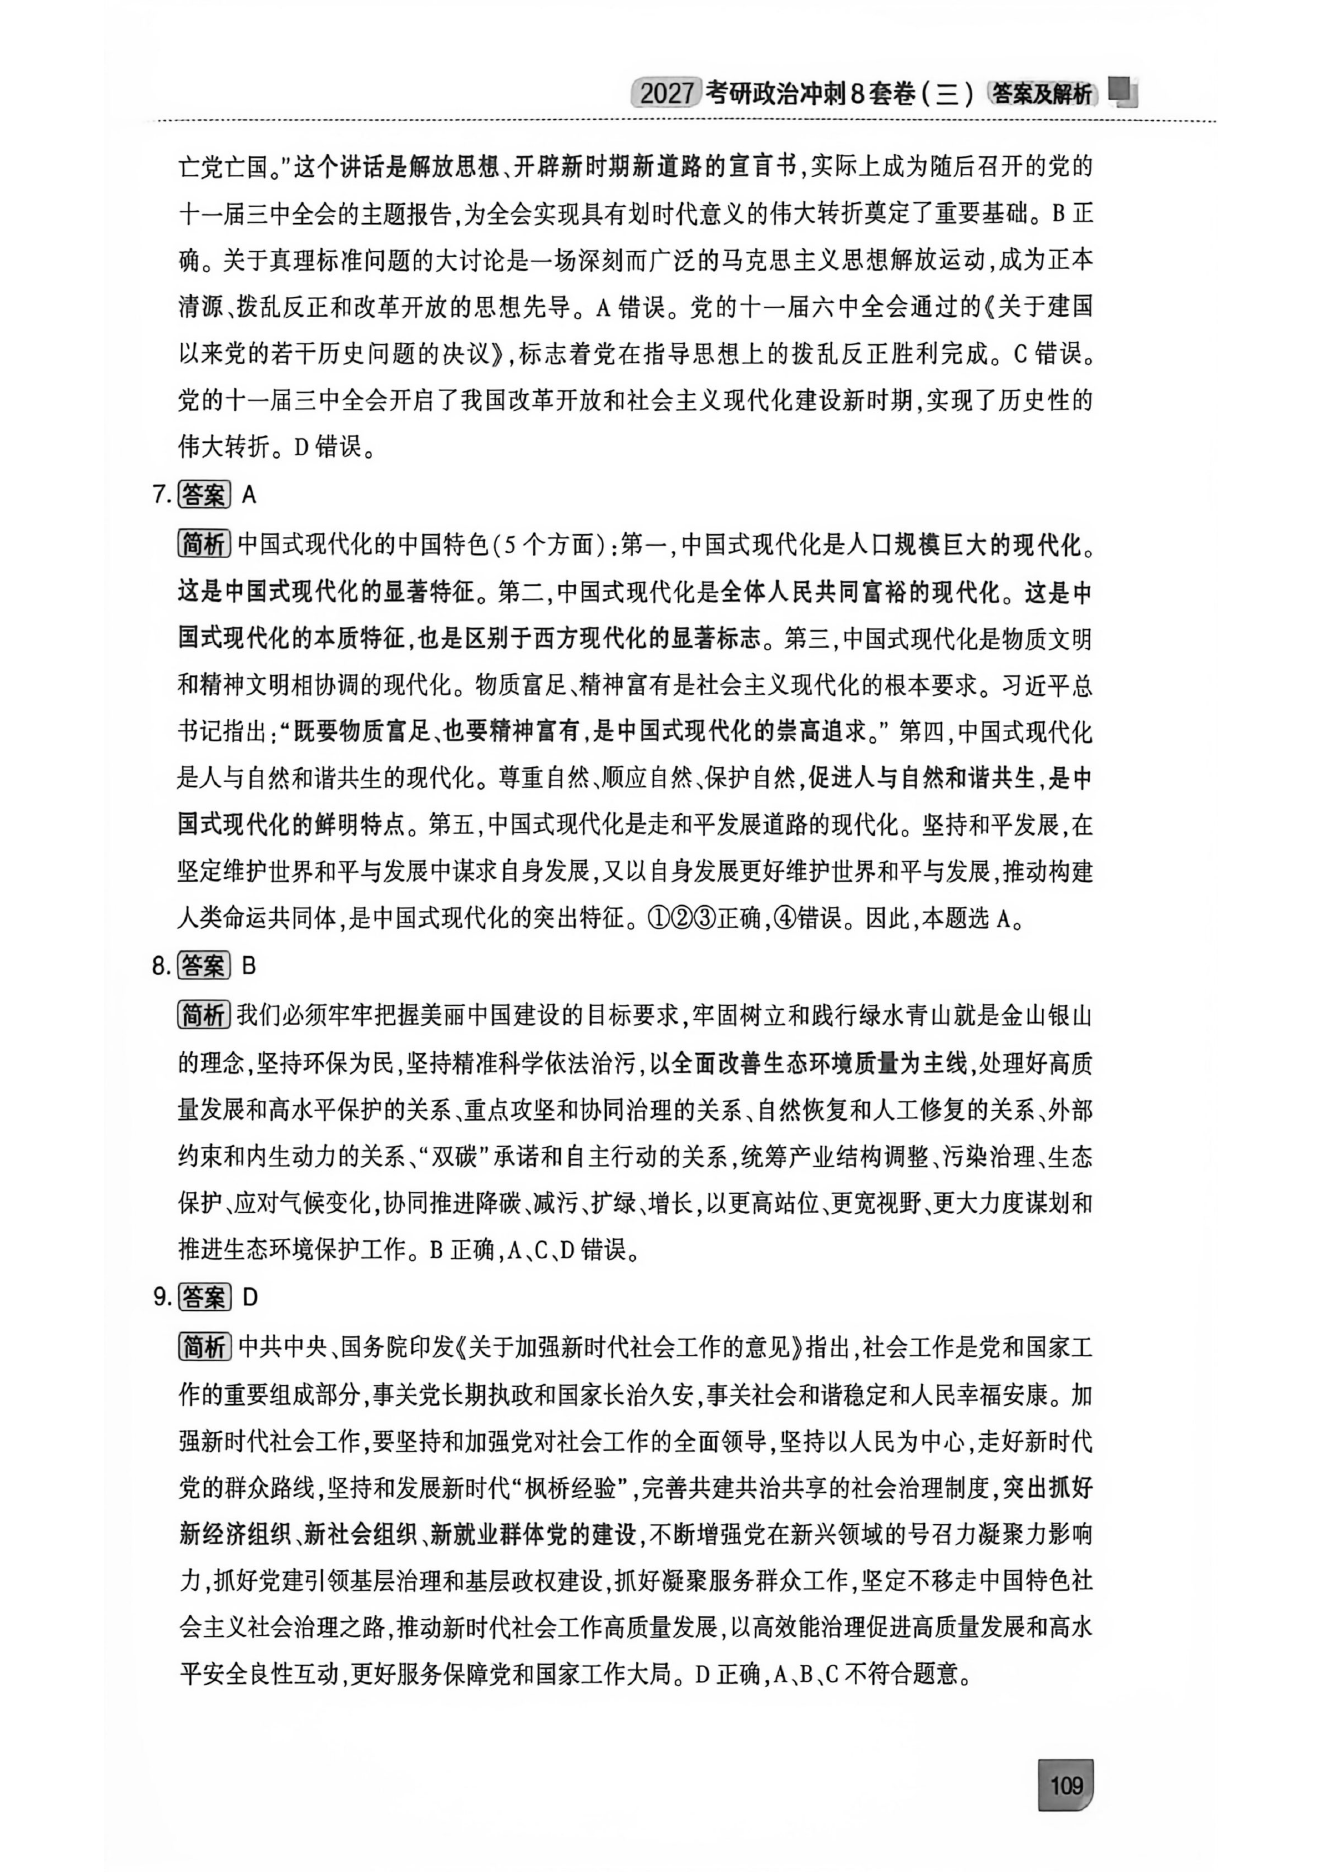 2027 考研政治冲刺8套卷(三) 答案及解析
亡党亡国。”这个讲话是解放思想、开辟新时期新道路的宣言书,实际上成为随后召开的党的
十一届三中全会的主题报告,为全会实现具有划时代意义的伟大转折奠定了重要基础。B正
确。关于真理标准问题的大讨论是一场深刻而广泛的马克思主义思想解放运动,成为正本
清源、拨乱反正和改革开放的思想先导。A错误。党的十一届六中全会通过的《关于建国
以来党的若干历史问题的决议》,标志着党在指导思想上的拨乱反正胜利完成。C错误。
党的十一届三中全会开启了我国改革开放和社会主义现代化建设新时期,实现了历史性的
伟大转折。D错误。
7. 答案 A
简析 中国式现代化的中国特色(5个方面):第一,中国式现代化是人口规模巨大的现代化。
这是中国式现代化的显著特征。第二,中国式现代化是全体人民共同富裕的现代化。这是中
国式现代化的本质特征,也是区别于西方现代化的显著标志。第三,中国式现代化是物质文明
和精神文明相协调的现代化。物质富足、精神富有是社会主义现代化的根本要求。习近平总
书记指出:“既要物质富足、也要精神富有,是中国式现代化的崇高追求。”第四,中国式现代化
是人与自然和谐共生的现代化。尊重自然、顺应自然、保护自然,促进人与自然和谐共生,是中
国式现代化的鲜明特点。第五,中国式现代化是走和平发展道路的现代化。坚持和平发展,在
坚定维护世界和平与发展中谋求自身发展,又以自身发展更好维护世界和平与发展,推动构建
人类命运共同体,是中国式现代化的突出特征。①②③正确,④错误。因此,本题选A。
8. 答案 B
简析 我们必须牢牢把握美丽中国建设的目标要求,牢固树立和践行绿水青山就是金山银山
的理念,坚持环保为民,坚持精准科学依法治污,以全面改善生态环境质量为主线,处理好高质
量发展和高水平保护的关系、重点攻坚和协同治理的关系、自然恢复和人工修复的关系、外部
约束和内生动力的关系、“双碳”承诺和自主行动的关系,统筹产业结构调整、污染治理、生态
保护、应对气候变化,协同推进降碳、减污、扩绿、增长,以更高站位、更宽视野、更大力度谋划和
推进生态环境保护工作。B正确,A、C、D错误。
9. 答案 D
简析 中共中央、国务院印发《关于加强新时代社会工作的意见》指出,社会工作是党和国家工
作的重要组成部分,事关党长期执政和国家长治久安,事关社会和谐稳定和人民幸福安康。加
强新时代社会工作,要坚持和加强党对社会工作的全面领导,坚持以人民为中心,走好新时代
党的群众路线,坚持和发展新时代“枫桥经验”,完善共建共治共享的社会治理制度,突出抓好
新经济组织、新社会组织、新就业群体党的建设,不断增强党在新兴领域的号召力凝聚力影响
力,抓好党建引领基层治理和基层政权建设,抓好凝聚服务群众工作,坚定不移走中国特色社
会主义社会治理之路,推动新时代社会工作高质量发展,以高效能治理促进高质量发展和高水
平安全良性互动,更好服务保障党和国家工作大局。D正确,A、B、C不符合题意。
109